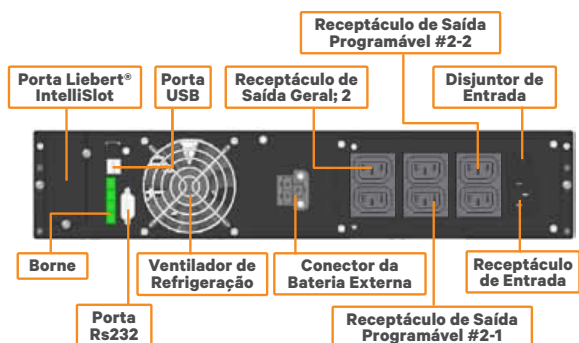 Receptáculo de Saída
Programável #2-2
Porta Liebert®
IntelliSlot
Porta
USB
Receptáculo de
Saída Geral; 2
Disjuntor de
Entrada
Borne
Ventilador de
Refrigeração
Conector da
Bateria Externa
Receptáculo
de Entrada
Porta
Rs232
Receptáculo de Saída
Programável #2-1